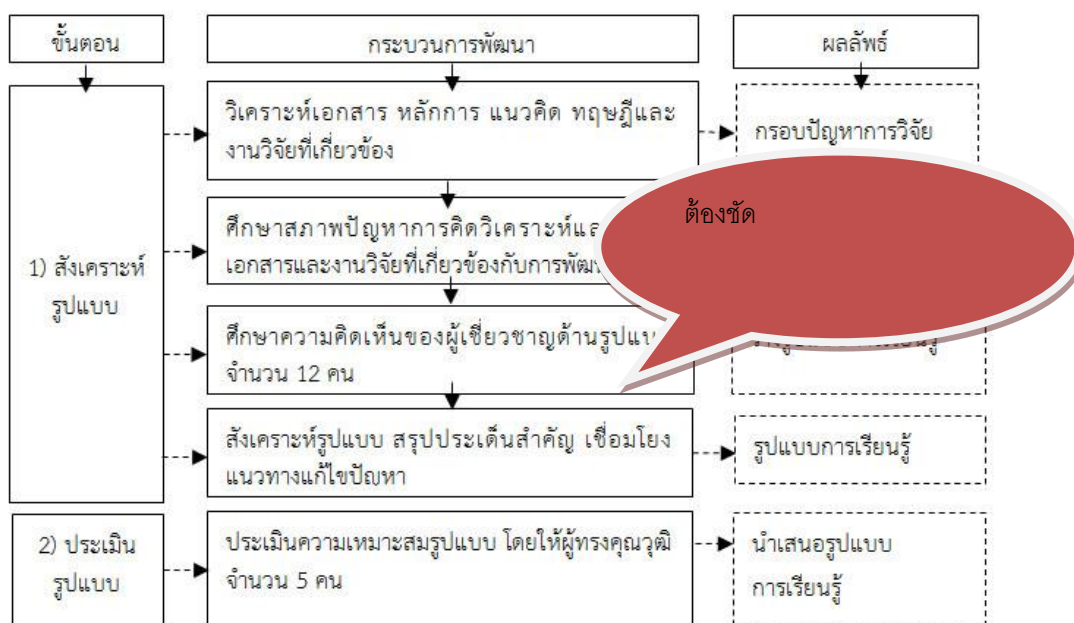 ขั้นตอน
กระบวนการพัฒนา
ผลลัพธ์
1) สังเคราะห์
รูปแบบ
วิเคราะห์เอกสาร หลักการ แนวคิด ทฤษฎีและ
งานวิจัยที่เกี่ยวข้อง
กรอบปัญหาการวิจัย
ศึกษาสภาพปัญหาการคิดวิเคราะห์และ
เอกสารและงานวิจัยที่เกี่ยวข้องกับการ
ต้องชัด
ศึกษาความคิดเห็นของผู้เชี่ยวชาญด้าน
จำนวน 12 คน
สังเคราะห์รูปแบบ สรุปประเด็นสำคัญ เชื่อมโยง
แนวทางแก้ไขปัญหา
รูปแบบการเรียนรู้
2) ประเมิน
รูปแบบ
ประเมินความเหมาะสมรูปแบบ โดยให้ผู้ทรงคุณวุฒิ
จำนวน 5 คน
นำเสนอรูปแบบ
การเรียนรู้